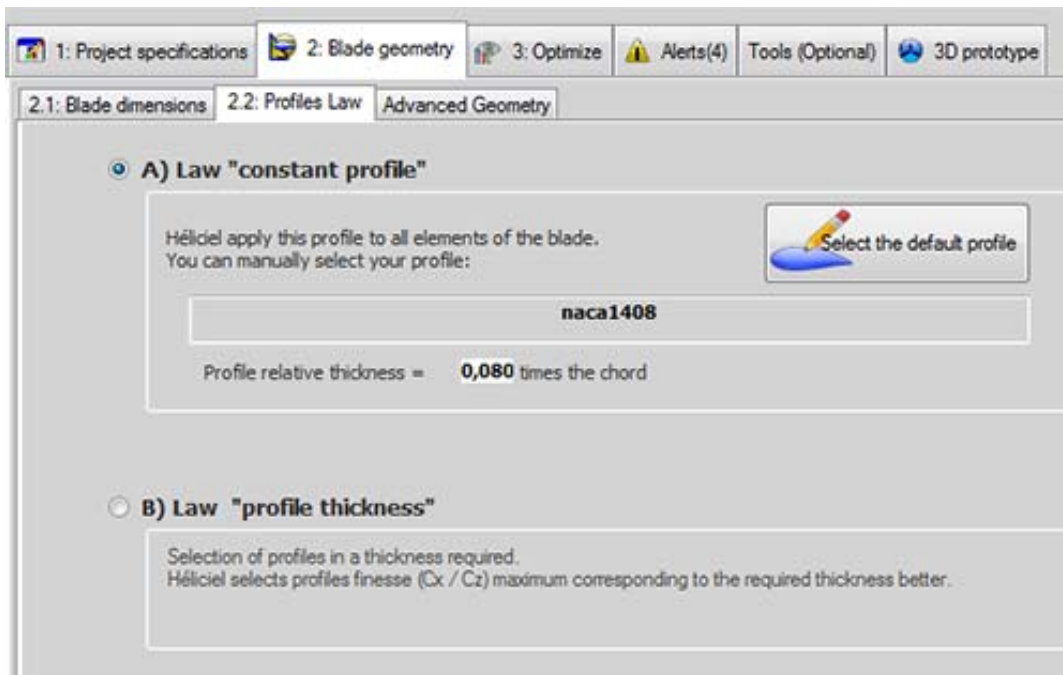 1: Project specifications 2: Blade geometry 3: Optimize Alerts(4) Tools (Optional) 3D prototype
2.1: Blade dimensions 2.2: Profiles Law Advanced Geometry
A) Law "constant profile"
Héliciel apply this profile to all elements of the blade.
You can manually select your profile:
Select the default profile
naca1408
Profile relative thickness = 0,080 times the chord
B) Law "profile thickness"
Selection of profiles in a thickness required.
Héliciel selects profiles finesse (Cx / Cz) maximum corresponding to the required thickness better.